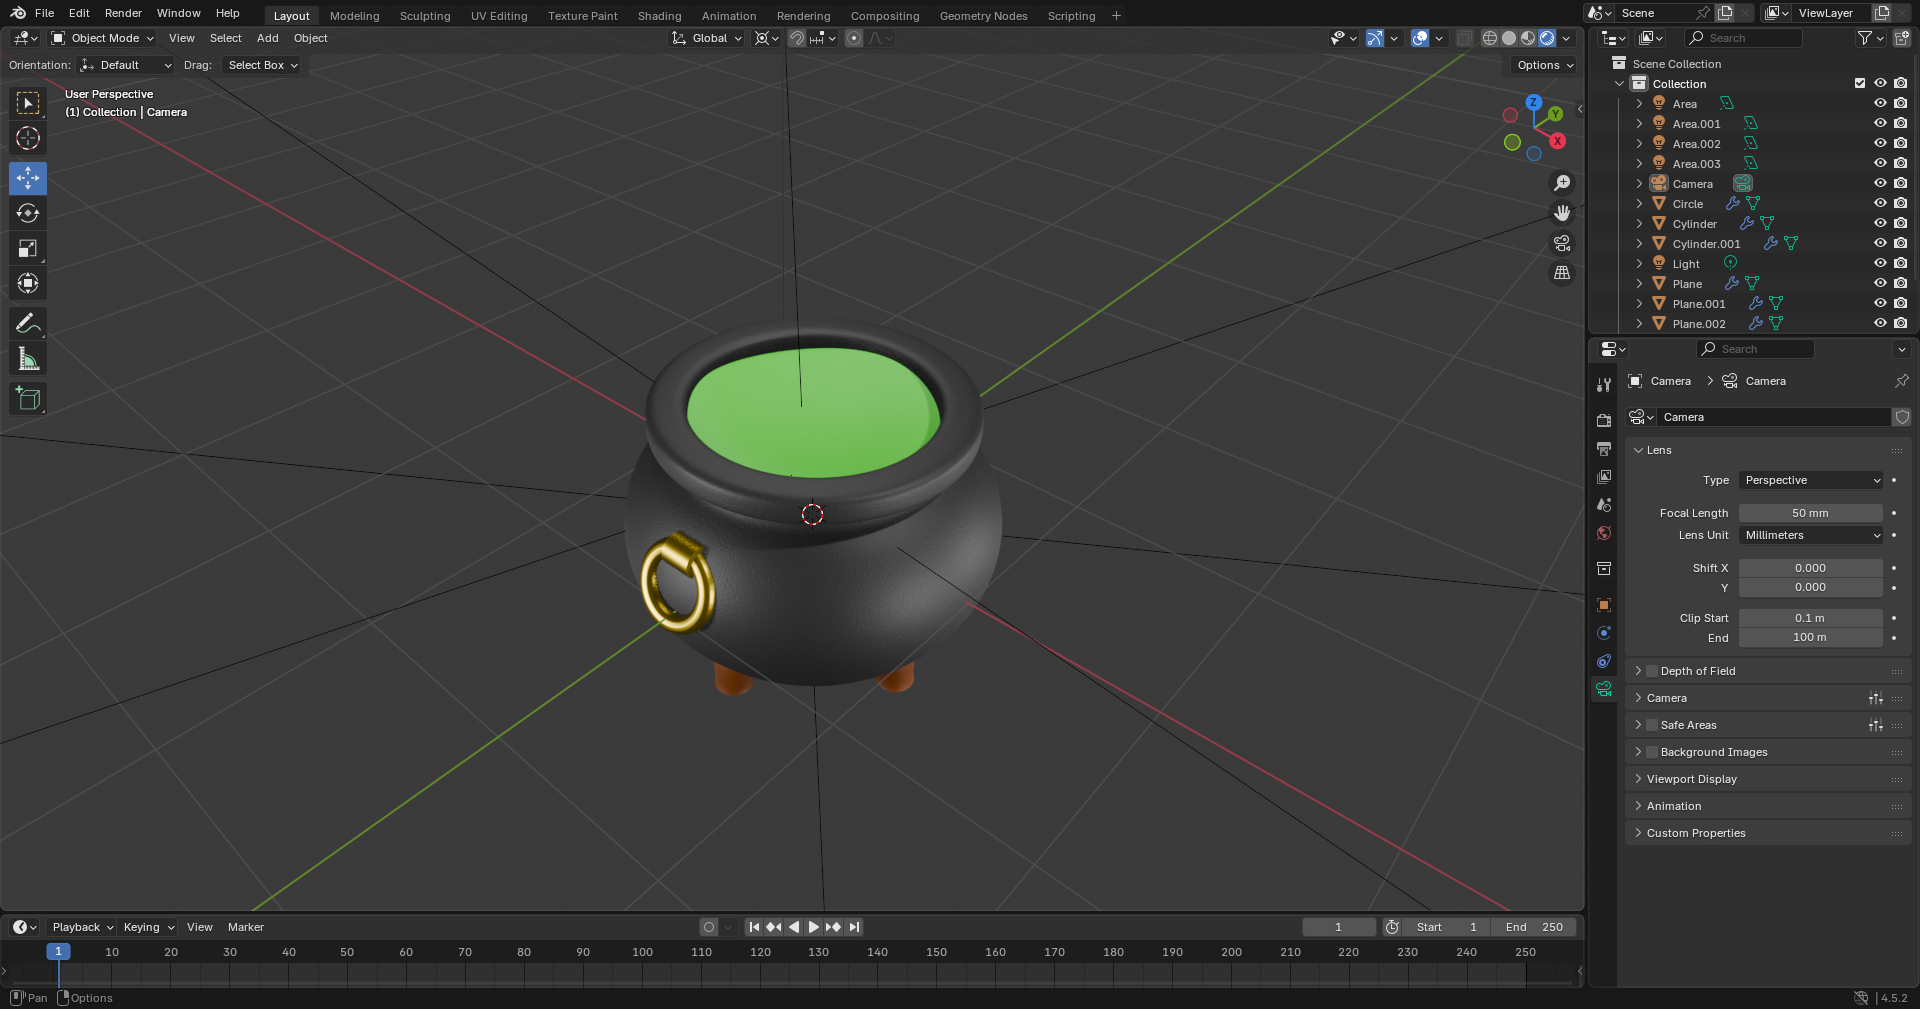 File Edit Render Window Help Layout Modeling Sculpting UV Editing Texture Paint Shading Animation Rendering Compositing Geometry Nodes Scripting + Scene ViewLayer
Object Mode View Select Add Object Global Search
Orientation: Default Drag: Select Box Options
User Perspective
(1) Collection | Camera
Z
Y
X
Scene Collection
Collection
Area
Area.001
Area.002
Area.003
Camera
Circle
Cylinder
Cylinder.001
Light
Plane
Plane.001
Plane.002
Search
Camera > Camera
Camera
Lens
Type Perspective
Focal Length 50 mm
Lens Unit Millimeters
Shift X 0.000
Y 0.000
Clip Start 0.1 m
End 100 m
Depth of Field
Camera
Safe Areas
Background Images
Viewport Display
Animation
Custom Properties
Playback Keying View Marker 1 Start 1 End 250
1 10 20 30 40 50 60 70 80 90 100 110 120 130 140 150 160 170 180 190 200 210 220 230 240 250
Pan Options 4.5.2